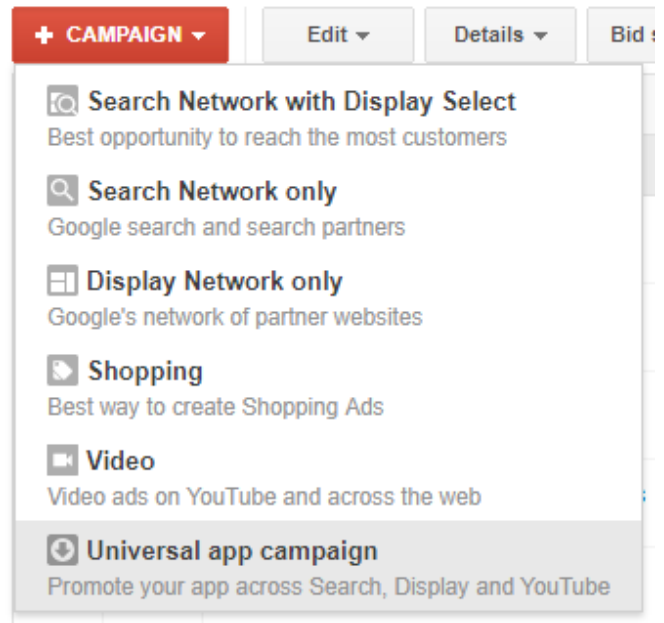 + CAMPAIGN
Edit
Details
Bid
Search Network with Display Select
Best opportunity to reach the most customers
Search Network only
Google search and search partners
Display Network only
Google's network of partner websites
Shopping
Best way to create Shopping Ads
Video
Video ads on YouTube and across the web
Universal app campaign
Promote your app across Search, Display and YouTube